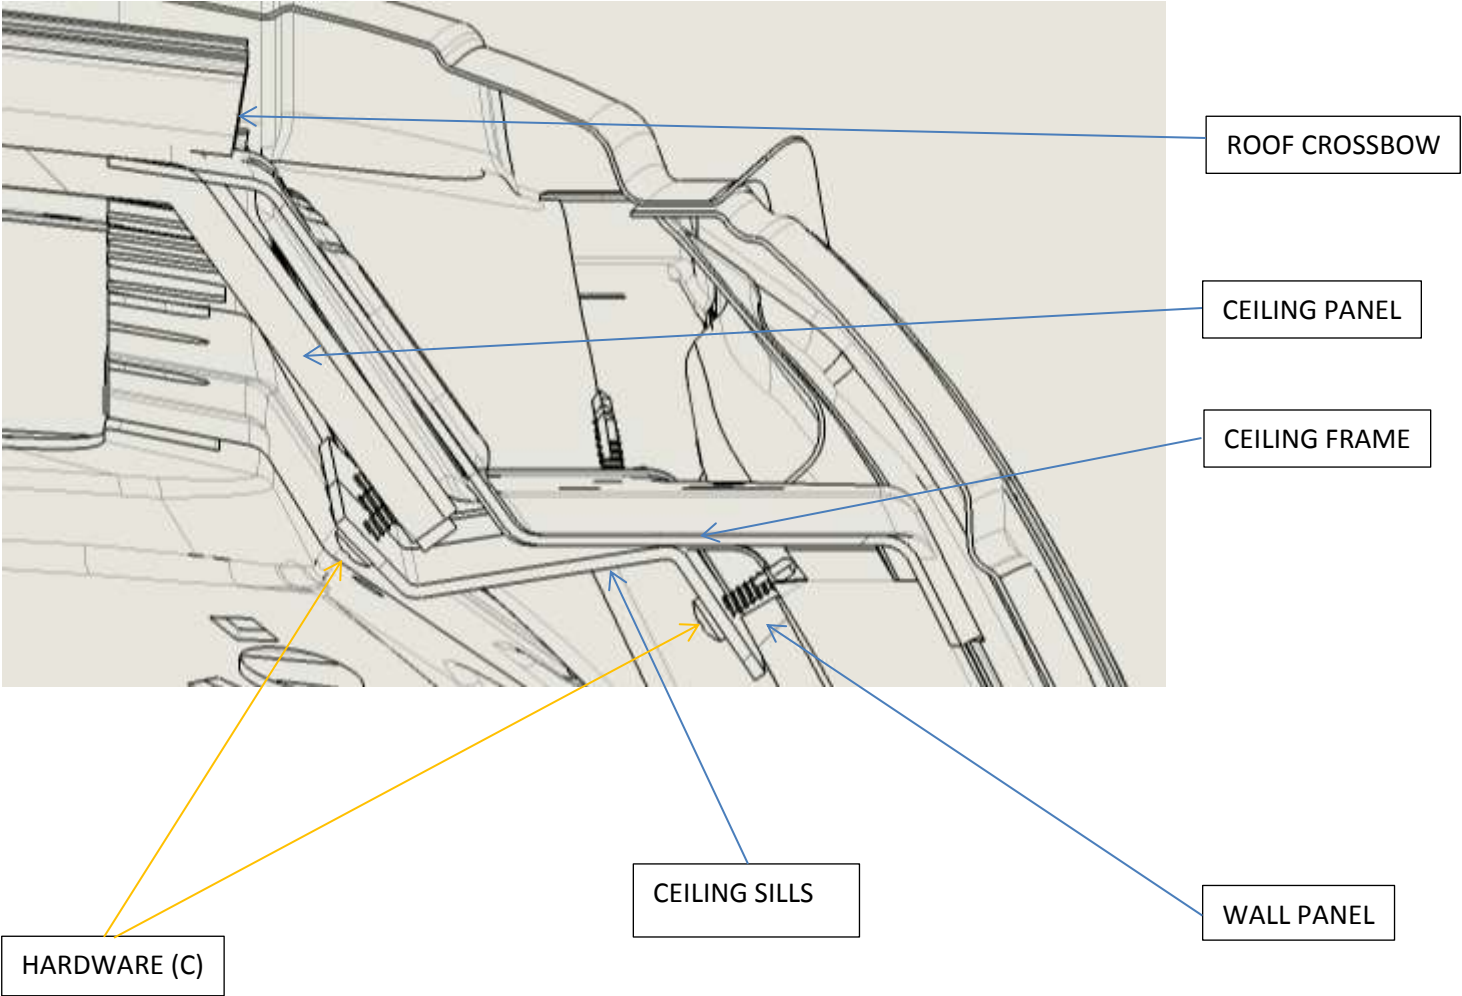 ROOF CROSSBOW
CEILING PANEL
CEILING FRAME
CEILING SILLS
WALL PANEL
HARDWARE (C)